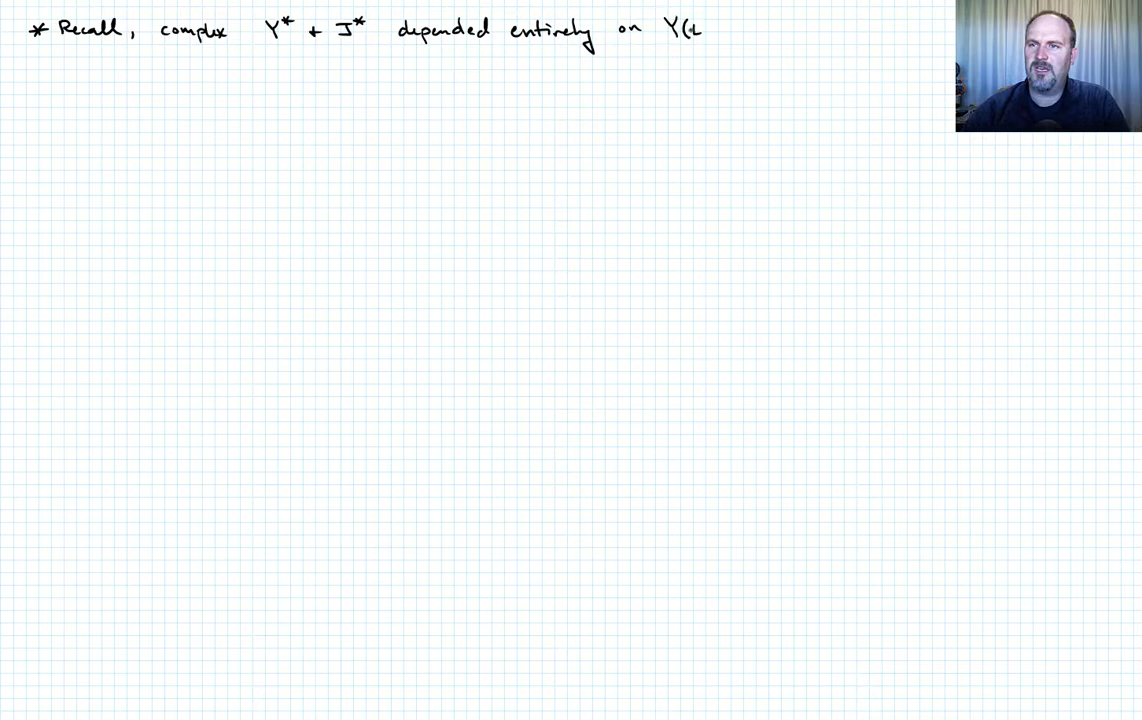 * Recall, complex Y* + J* depended entirely on Y(t